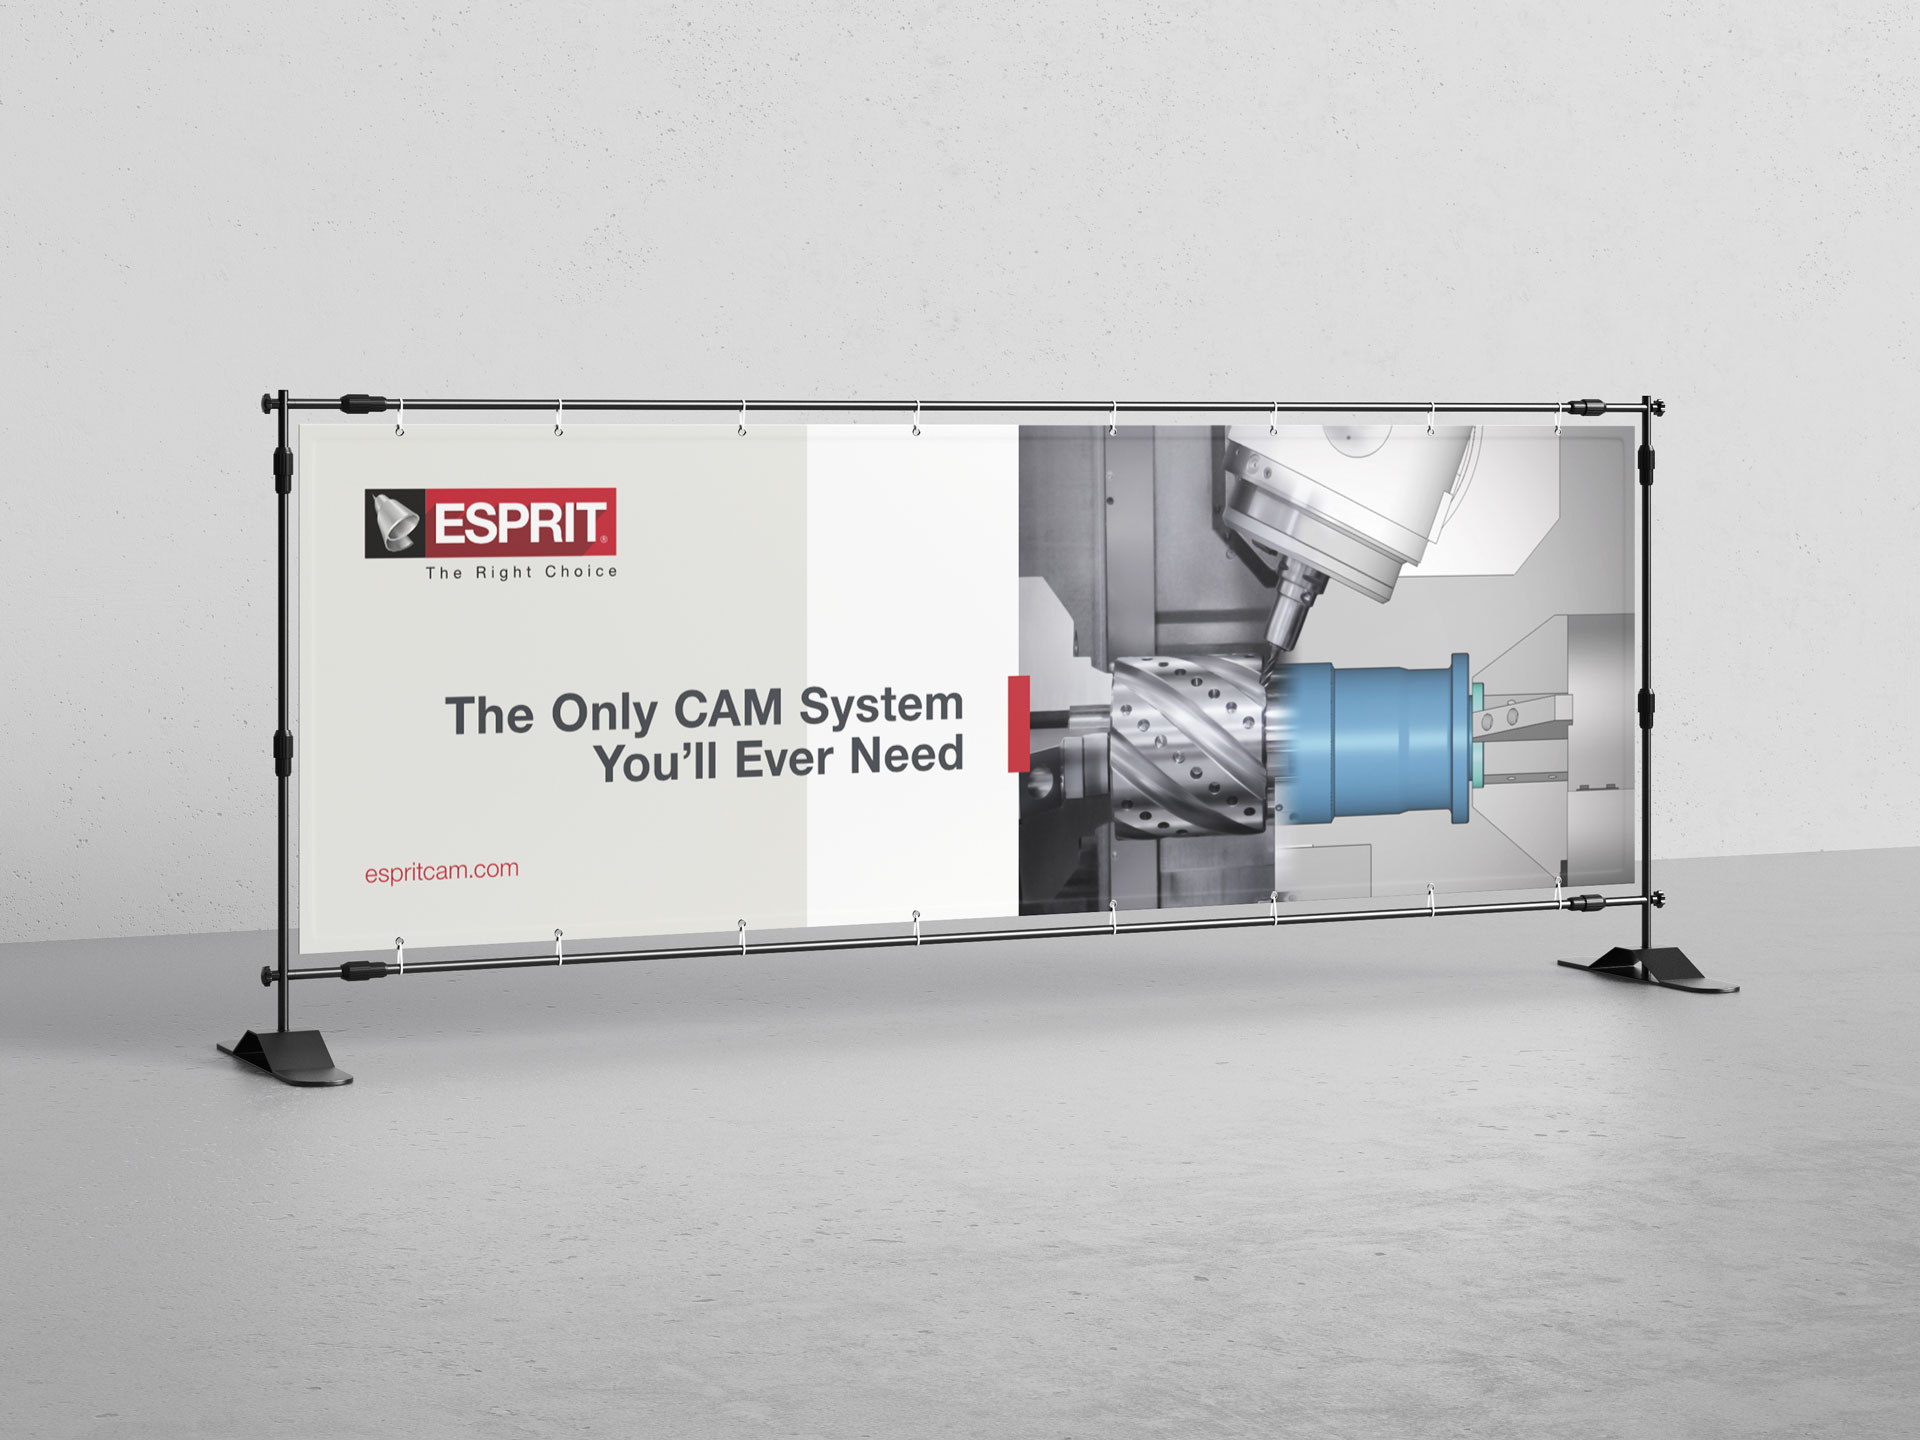 ESPRIT®
The Right Choice
The Only CAM System
You’ll Ever Need
espritcam.com